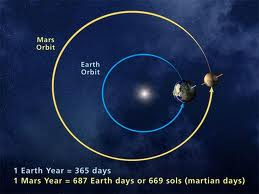 Mars
Orbit
Earth
Orbit
1 Earth Year = 365 days
1 Mars Year = 687 Earth days or 669 sols (martian days)